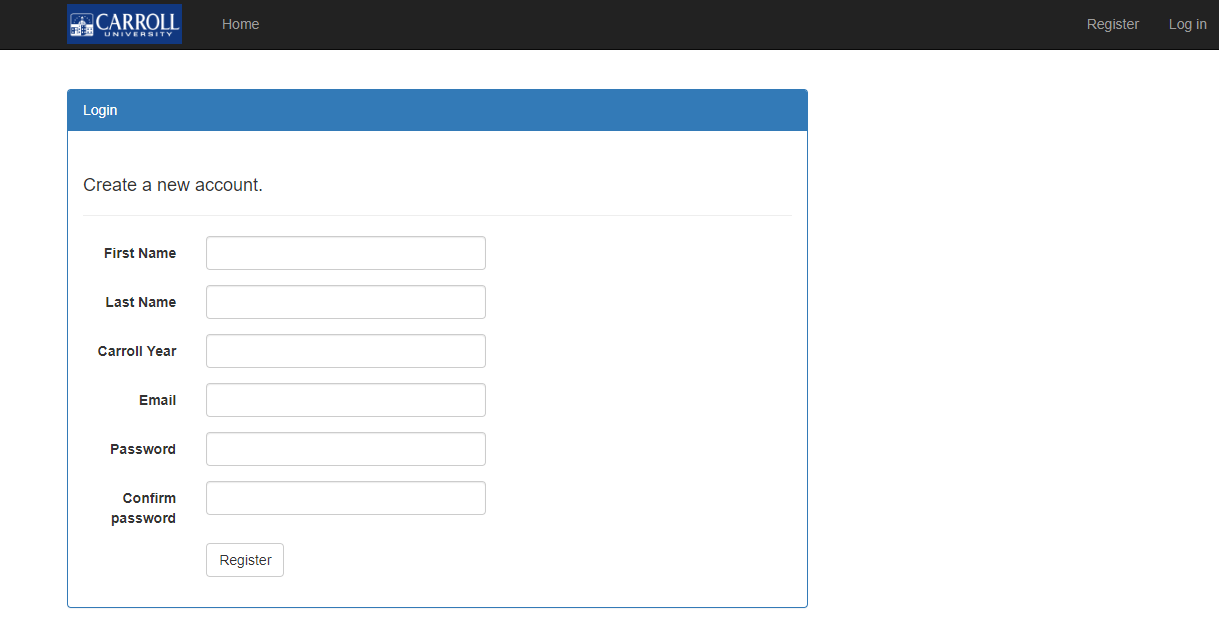 CARROLL
UNIVERSITY
Home
Register
Log in
Login
Create a new account.
First Name
Last Name
Carroll Year
Email
Password
Confirm
password
Register